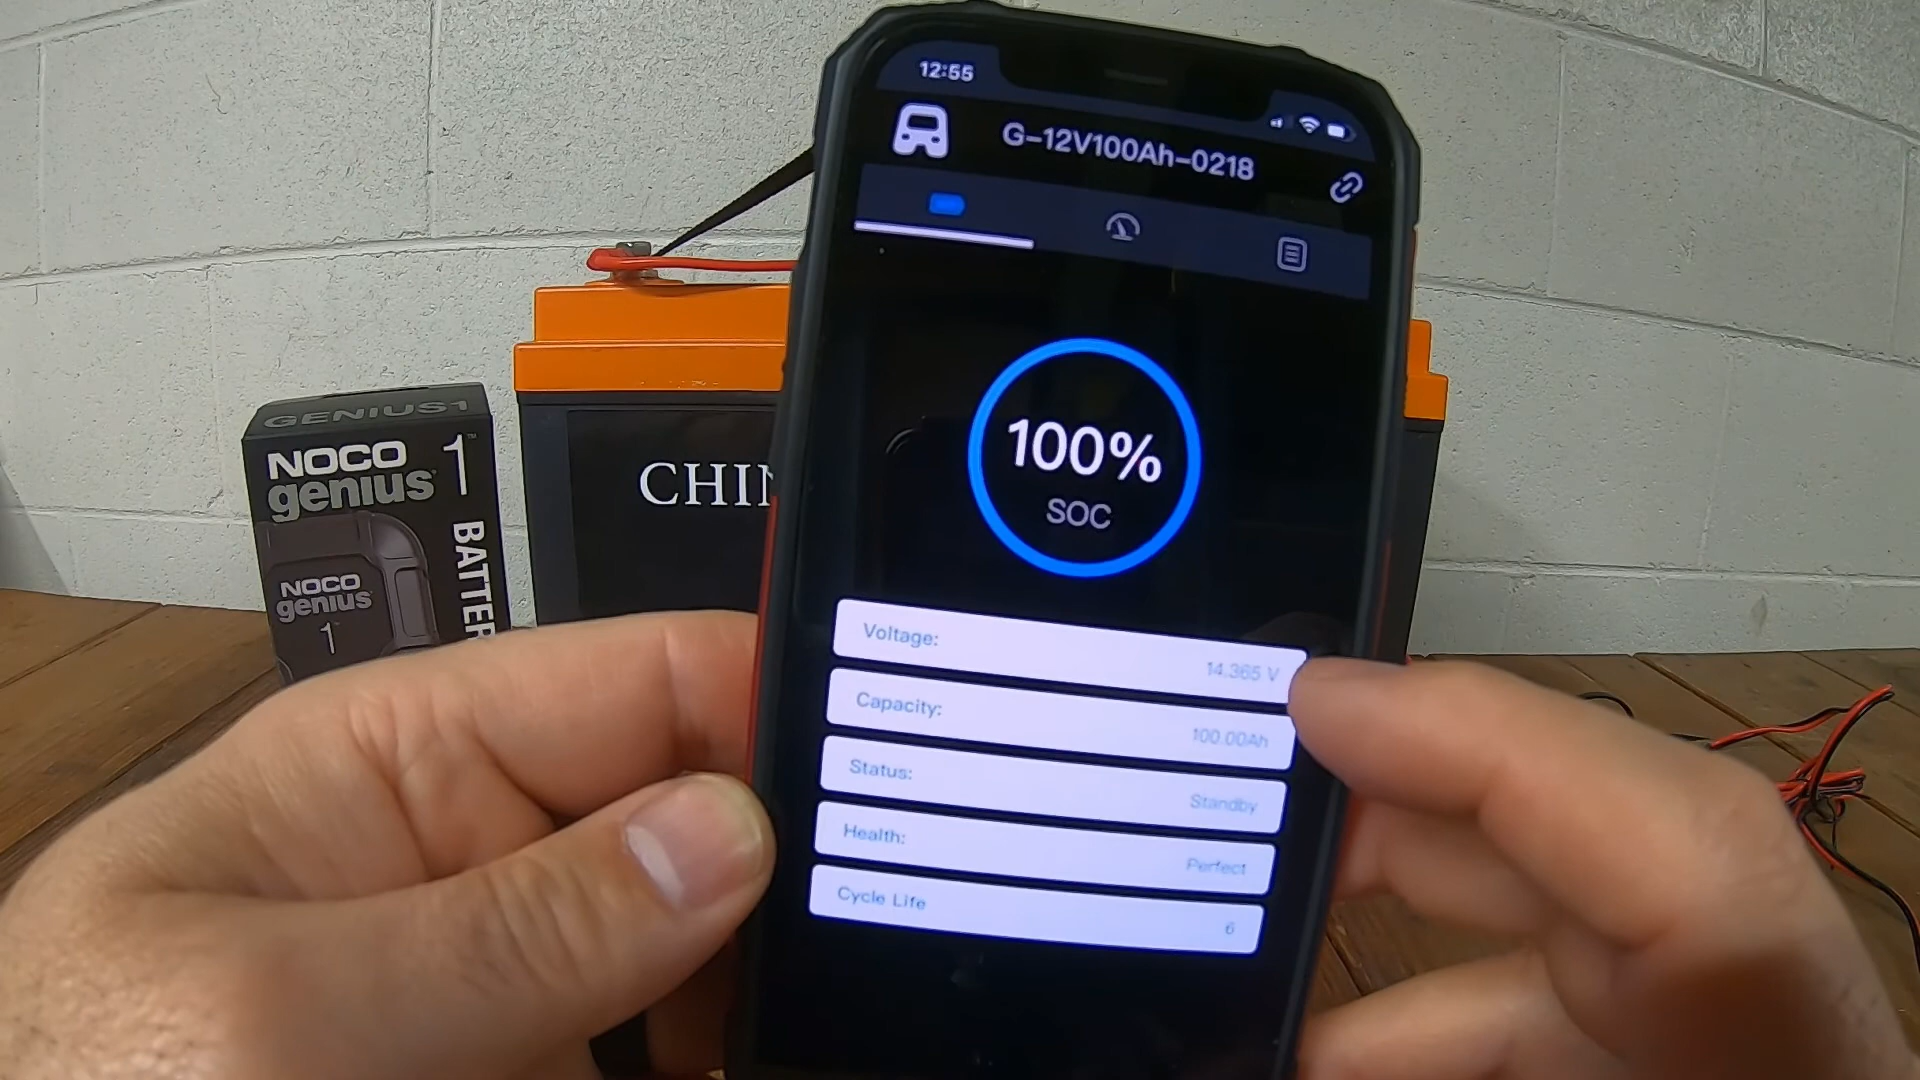 12:55
G-12V100Ah-0218
100%
SOC
Voltage:
14.365 V
Capacity:
100.00Ah
Status:
Standby
Health:
Perfect
Cycle Life
6
GENIUS1
NOCO
genius 1™
BATTER
NOCO
genius
1
CHIN